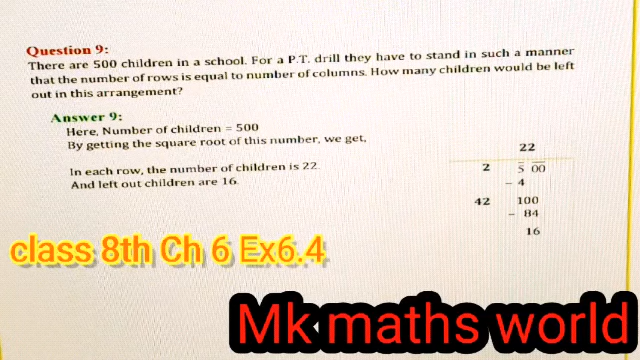 Question 9:
There are 500 children in a school. For a P.T. drill they have to stand in such a manner
that the number of rows is equal to number of columns. How many children would be left
out in this arrangement?
Answer 9:
Here, Number of children = 500
By getting the square root of this number, we get,
In each row, the number of children is 22.
And left out children are 16.
22
2 5 00
- 4
42 100
- 84
16
class 8th Ch 6 Ex6.4
Mk maths world